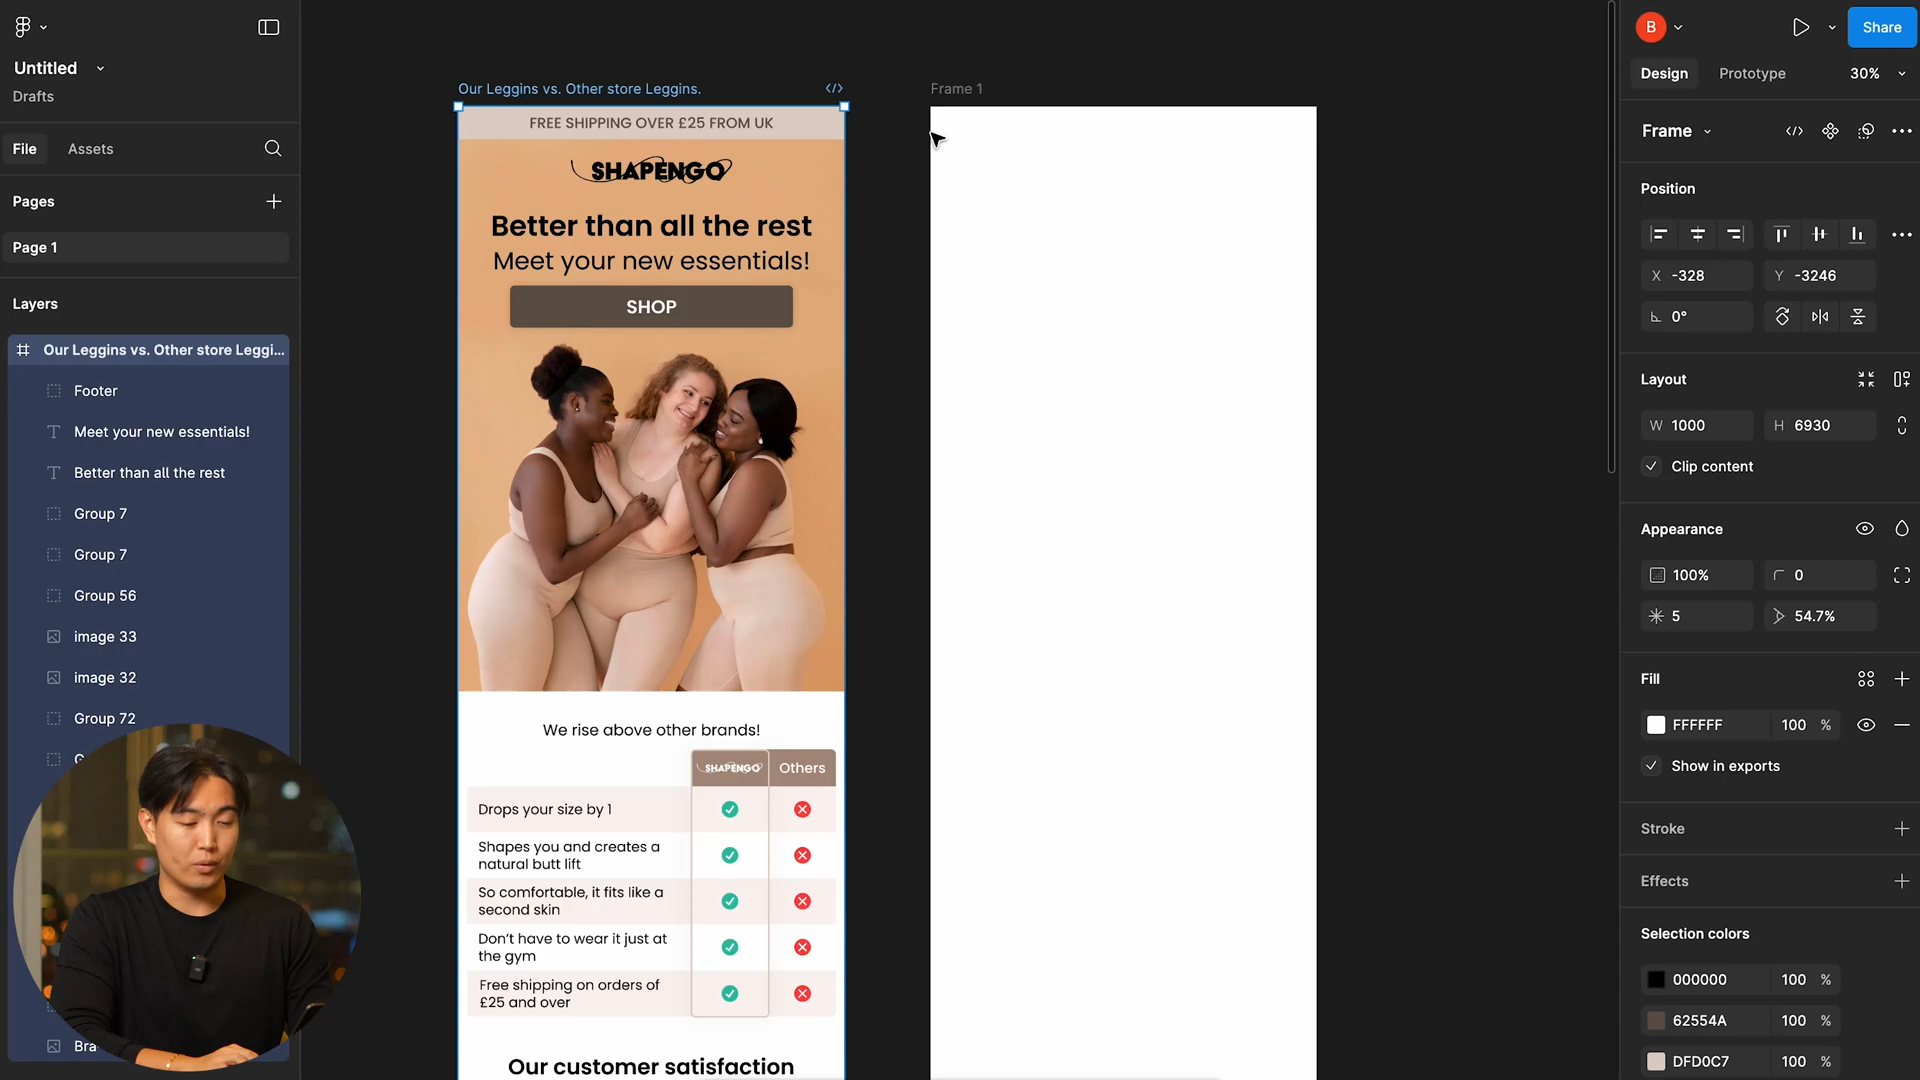 Untitled
Drafts
File
Assets
Pages
Page 1
Layers
Our Leggins vs. Other store Leggi...
Footer
Meet your new essentials!
Better than all the rest
Group 7
Group 7
Group 56
image 33
image 32
Group 72
Bra
Our Leggins vs. Other store Leggins.
FREE SHIPPING OVER £25 FROM UK
SHAPENGO
Better than all the rest
Meet your new essentials!
SHOP
We rise above other brands!
SHAPENGO
Others
Drops your size by 1
Shapes you and creates a
natural butt lift
So comfortable, it fits like a
second skin
Don't have to wear it just at
the gym
Free shipping on orders of
£25 and over
Our customer satisfaction
Frame 1
B
Share
Design
Prototype
30%
Frame
Position
X -328
Y -3246
0°
Layout
W 1000
H 6930
Clip content
Appearance
100%
0
5
54.7%
Fill
FFFFFF 100 %
Show in exports
Stroke
Effects
Selection colors
000000 100 %
62554A 100 %
DFD0C7 100 %